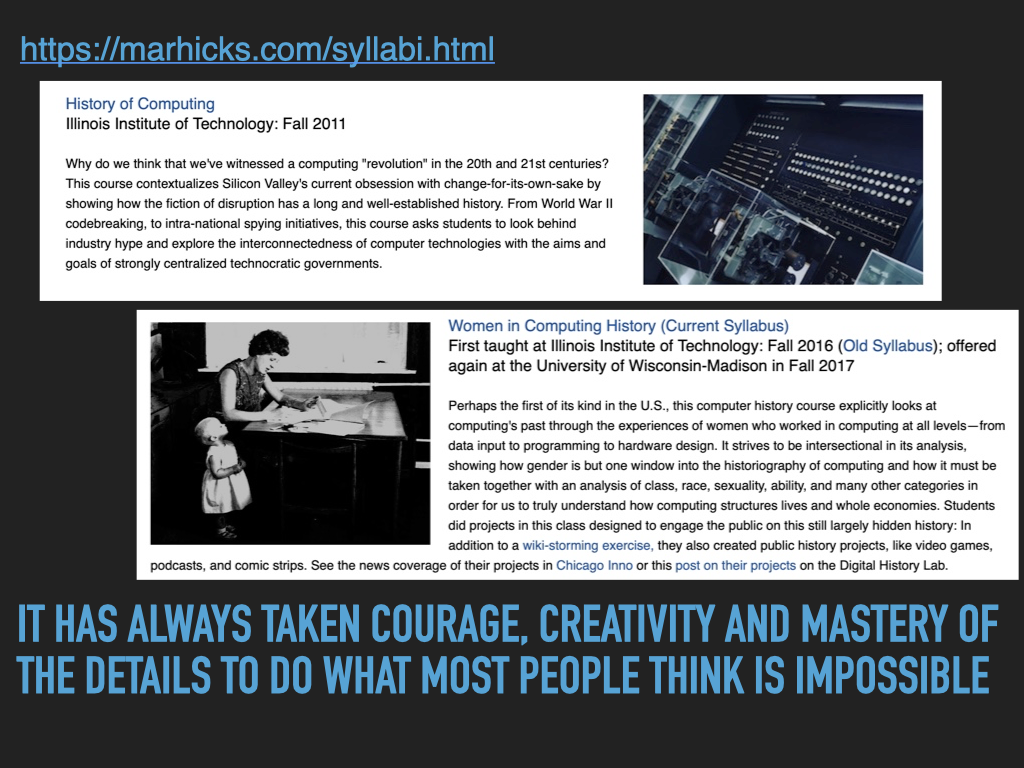 https://marhicks.com/syllabi.html
History of Computing
Illinois Institute of Technology: Fall 2011
Why do we think that we've witnessed a computing "revolution" in the 20th and 21st centuries?
This course contextualizes Silicon Valley's current obsession with change-for-its-own-sake by
showing how the fiction of disruption has a long and well-established history. From World War II
codebreaking, to intra-national spying initiatives, this course asks students to look behind
industry hype and explore the interconnectedness of computer technologies with the aims and
goals of strongly centralized technocratic governments.
Women in Computing History (Current Syllabus)
First taught at Illinois Institute of Technology: Fall 2016 (Old Syllabus); offered
again at the University of Wisconsin-Madison in Fall 2017
Perhaps the first of its kind in the U.S., this computer history course explicitly looks at
computing's past through the experiences of women who worked in computing at all levels—from
data input to programming to hardware design. It strives to be intersectional in its analysis,
showing how gender is but one window into the historiography of computing and how it must be
taken together with an analysis of class, race, sexuality, ability, and many other categories in
order for us to truly understand how computing structures lives and whole economies. Students
did projects in this class designed to engage the public on this still largely hidden history: In
addition to a wiki-storming exercise, they also created public history projects, like video games,
podcasts, and comic strips. See the news coverage of their projects in Chicago Inno or this post on their projects on the Digital History Lab.
IT HAS ALWAYS TAKEN COURAGE, CREATIVITY AND MASTERY OF
THE DETAILS TO DO WHAT MOST PEOPLE THINK IS IMPOSSIBLE